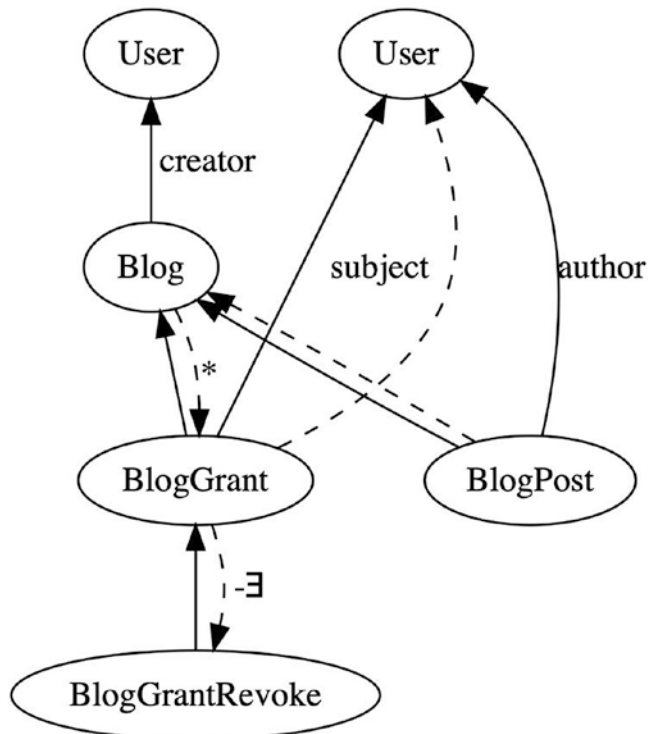 User
User
creator
Blog
subject
author
*
BlogGrant
BlogPost
-∃
BlogGrantRevoke